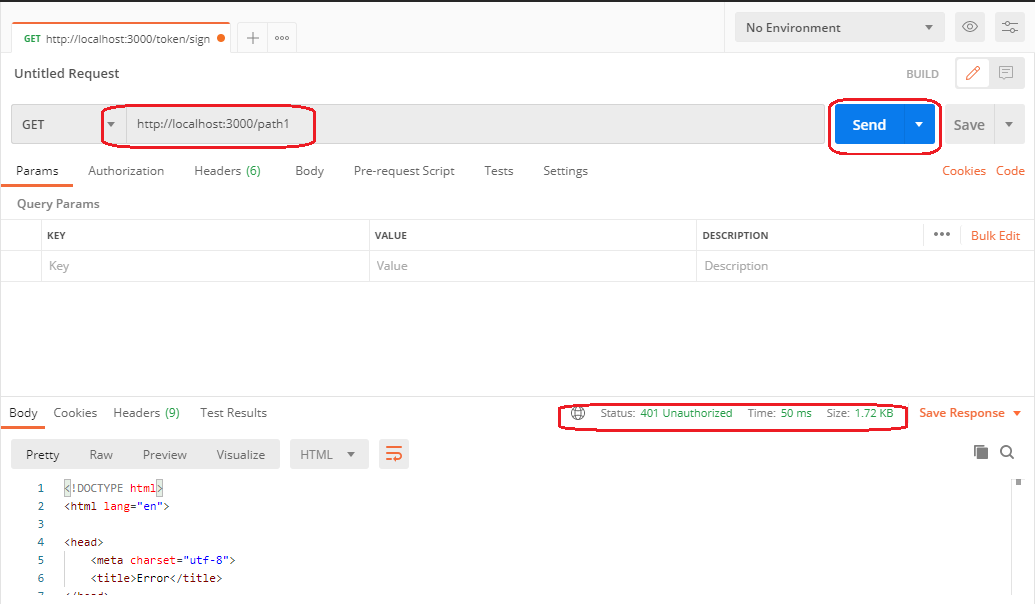 GET http://localhost:3000/token/sign
No Environment
Untitled Request
BUILD
GET http://localhost:3000/path1 Send Save
Params Authorization Headers (6) Body Pre-request Script Tests Settings Cookies Code
Query Params
KEY VALUE DESCRIPTION Bulk Edit
Key Value Description
Body Cookies Headers (9) Test Results Status: 401 Unauthorized Time: 50 ms Size: 1.72 KB Save Response
Pretty Raw Preview Visualize HTML
1 <!DOCTYPE html>
2 <html lang="en">
3
4 <head>
5 <meta charset="utf-8">
6 <title>Error</title>
7 </head>